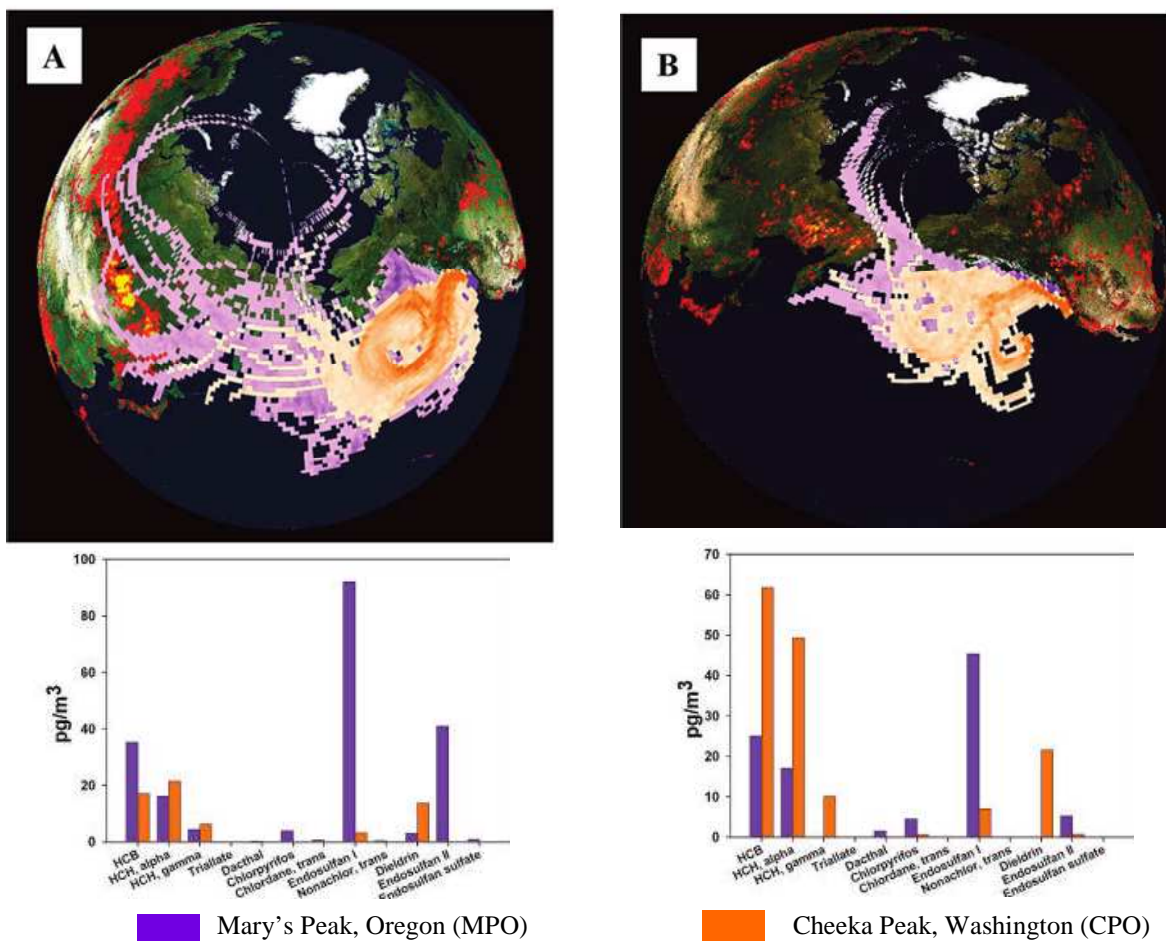 A
B
100
80
60
40
20
0
pg/m³
HCB
HCH, alpha
HCH, gamma
Triallate
Dacthal
Chlorpyrifos
Chlordane, trans
Endosulfan I
Nonachlor, trans
Dieldrin
Endosulfan II
Endosulfan sulfate
70
60
50
40
30
20
10
0
pg/m³
HCB
HCH, alpha
HCH, gamma
Triallate
Dacthal
Chlorpyrifos
Chlordane, trans
Endosulfan I
Nonachlor, trans
Dieldrin
Endosulfan II
Endosulfan sulfate
Mary's Peak, Oregon (MPO)
Cheeka Peak, Washington (CPO)